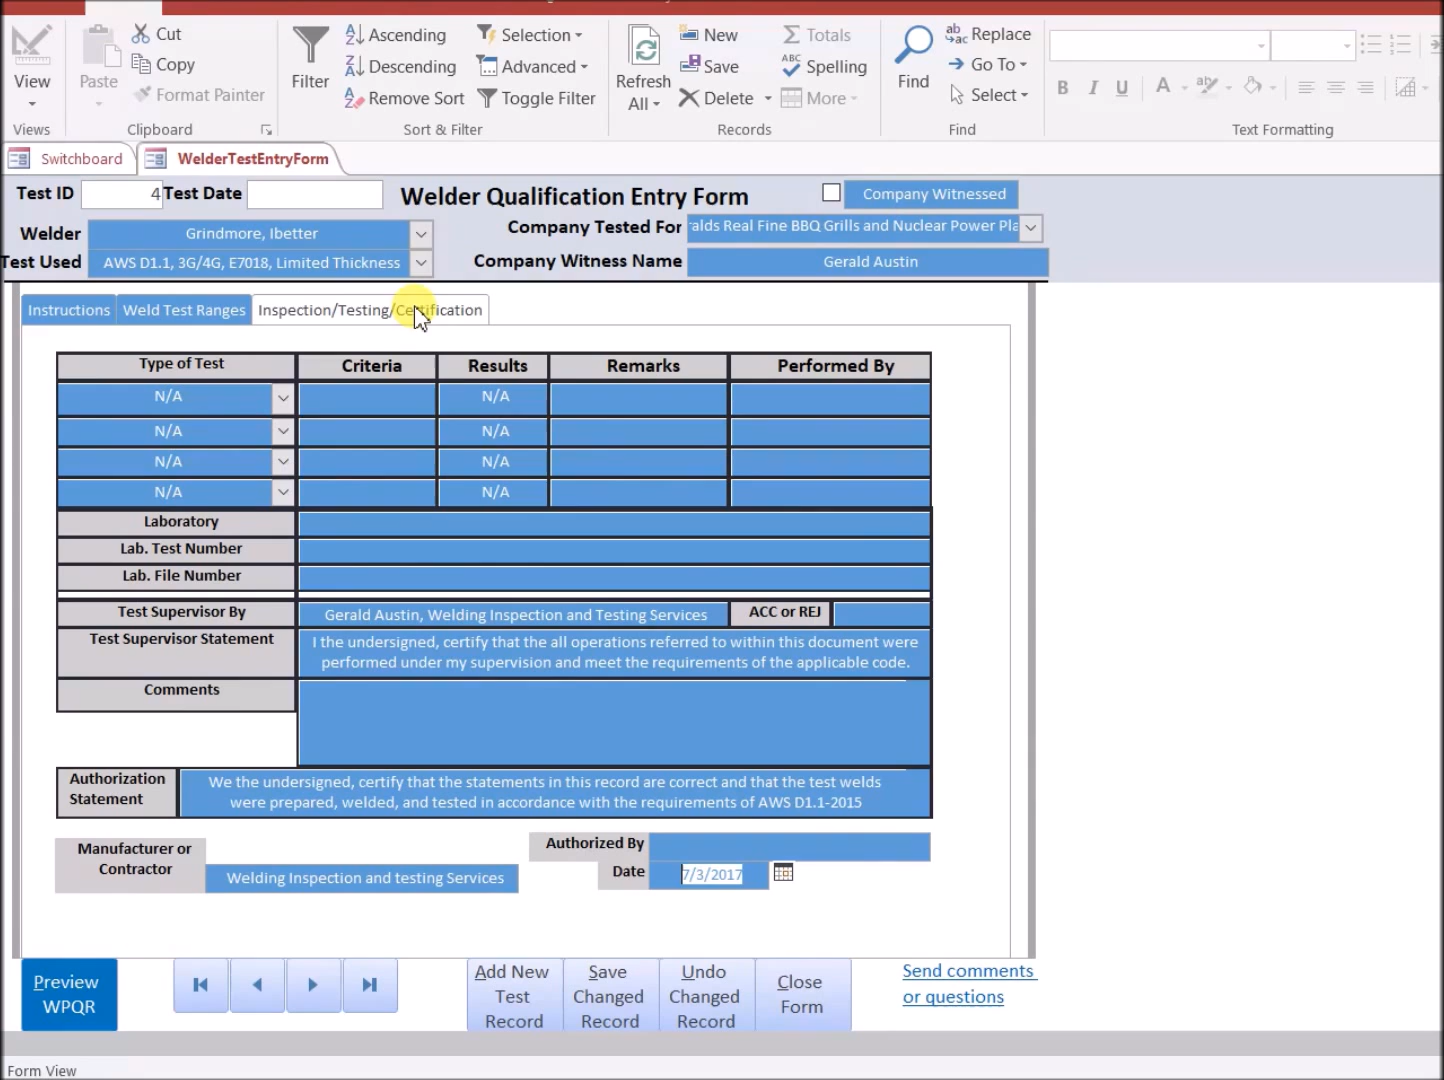 View
Paste
Cut
Copy
Format Painter
Filter
Ascending
Descending
Remove Sort
Selection
Advanced
Toggle Filter
Refresh
All
New
Save
Delete
Totals
Spelling
More
Find
Replace
Go To
Select
B I U A
Views
Clipboard
Sort & Filter
Records
Find
Text Formatting
Switchboard
WelderTestEntryForm
Test ID 4 Test Date
Welder Qualification Entry Form
Company Witnessed
Welder Grindmore, Ibetter
Company Tested For ralds Real Fine BBQ Grills and Nuclear Power Pla
Test Used AWS D1.1, 3G/4G, E7018, Limited Thickness
Company Witness Name Gerald Austin
Instructions Weld Test Ranges Inspection/Testing/Certification
Type of Test Criteria Results Remarks Performed By
N/A N/A
N/A N/A
N/A N/A
N/A N/A
Laboratory
Lab. Test Number
Lab. File Number
Test Supervisor By Gerald Austin, Welding Inspection and Testing Services ACC or REJ
Test Supervisor Statement
I the undersigned, certify that the all operations referred to within this document were
performed under my supervision and meet the requirements of the applicable code.
Comments
Authorization
Statement
We the undersigned, certify that the statements in this record are correct and that the test welds
were prepared, welded, and tested in accordance with the requirements of AWS D1.1-2015
Manufacturer or
Contractor
Welding Inspection and testing Services
Authorized By
Date 7/3/2017
Preview
WPQR
Add New
Test
Record
Save
Changed
Record
Undo
Changed
Record
Close
Form
Send comments
or questions
Form View